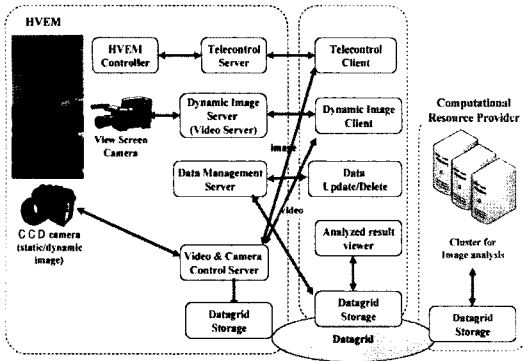 HVEM
HVEM
Controller
Telecontrol
Server
Telecontrol
Client
View Screen
Camera
Dynamic Image
Server
(Video Server)
Dynamic Image
Client
image
Computational
Resource Provider
Data Management
Server
Data
Update/Delete
video
CCD camera
(static/dynamic
image)
Video & Camera
Control Server
Analyzed result
viewer
Cluster for
Image analysis
Datagrid
Storage
Datagrid
Storage
Datagrid
Storage
Datagrid